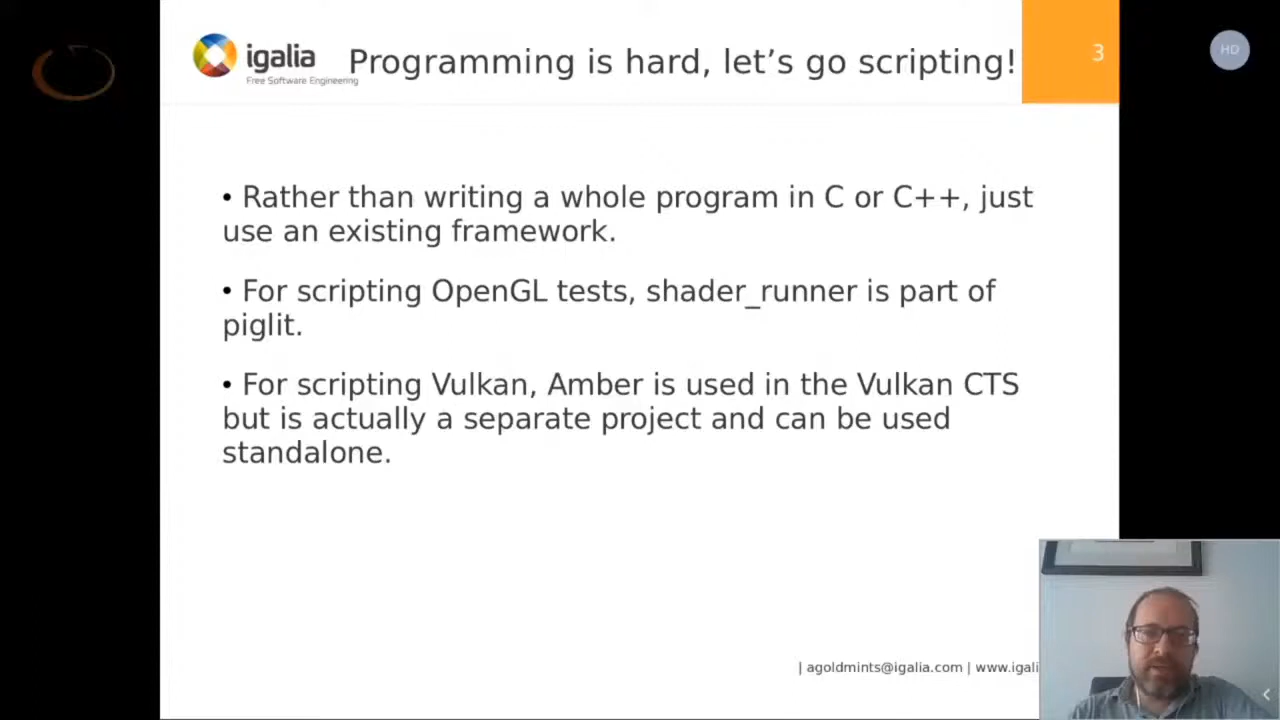 igalia
Free Software Engineering
Programming is hard, let’s go scripting!
3
HD
• Rather than writing a whole program in C or C++, just
use an existing framework.
• For scripting OpenGL tests, shader_runner is part of
piglit.
• For scripting Vulkan, Amber is used in the Vulkan CTS
but is actually a separate project and can be used
standalone.
| agoldmints@igalia.com | www.igali